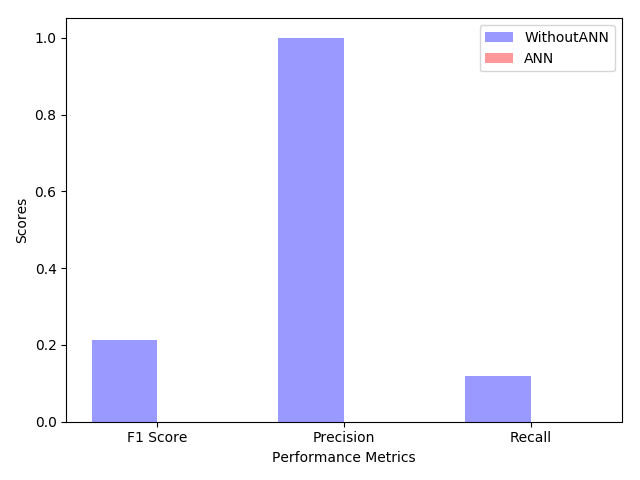 WithoutANN
ANN
1.0
0.8
0.6
0.4
0.2
0.0
Scores
F1 Score
Precision
Recall
Performance Metrics